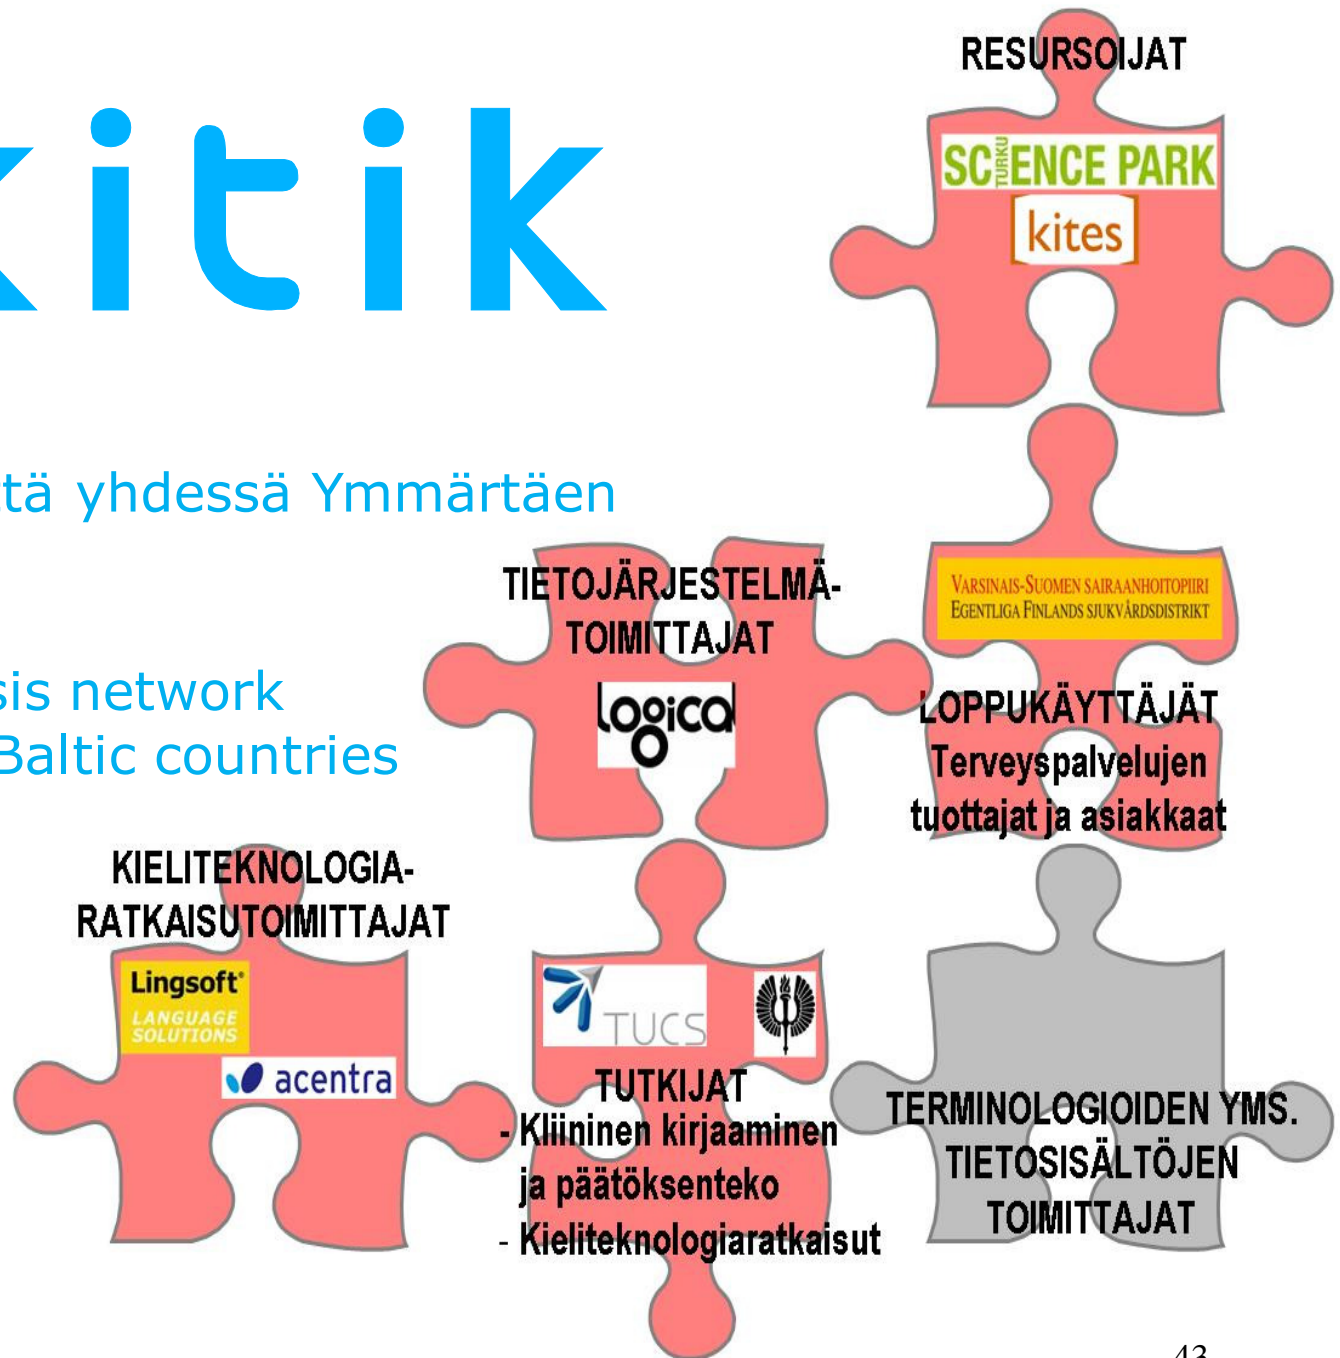 kitik
RESURSOIJAT
TURKU
SCIENCE PARK
kites
ttä yhdessä Ymmärtäen
sis network
Baltic countries
TIETOJÄRJESTELMÄ-
TOIMITTAJAT
logica
VARSINAIS-SUOMEN SAIRAANHOITOPIIRI
EGENTLIGA FINLANDS SJUKVÅRDSDISTRIKT
LOPPUKÄYTTÄJÄT
Terveyspalvelujen
tuottajat ja asiakkaat
KIELITEKNOLOGIA-
RATKAISUTOIMITTAJAT
Lingsoft
LANGUAGE
SOLUTIONS
acentra
TUCS
TUTKIJAT
- Kliininen kirjaaminen
ja päätöksenteko
- Kieliteknologiaratkaisut
TERMINOLOGIOIDEN YMS.
TIETOSISÄLTÖJEN
TOIMITTAJAT
43